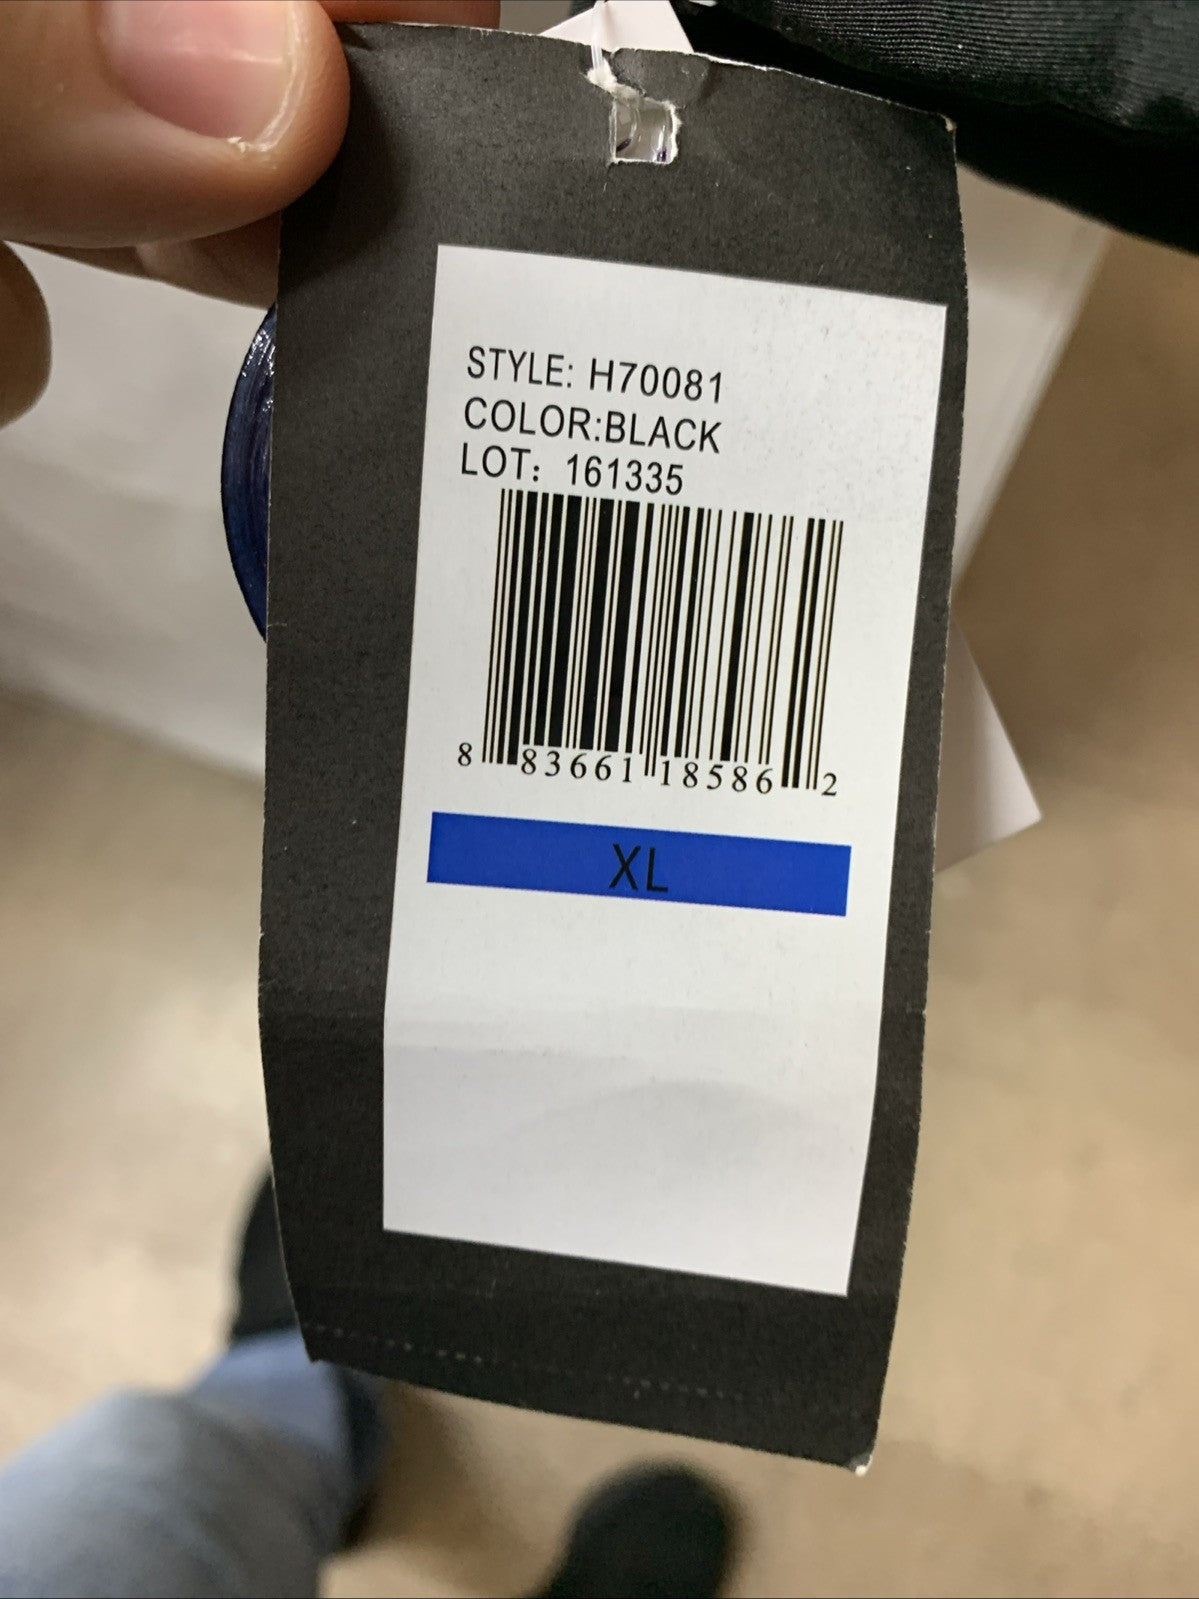 STYLE: H70081
COLOR:BLACK
LOT: 161335
8 83661 18586 2
XL